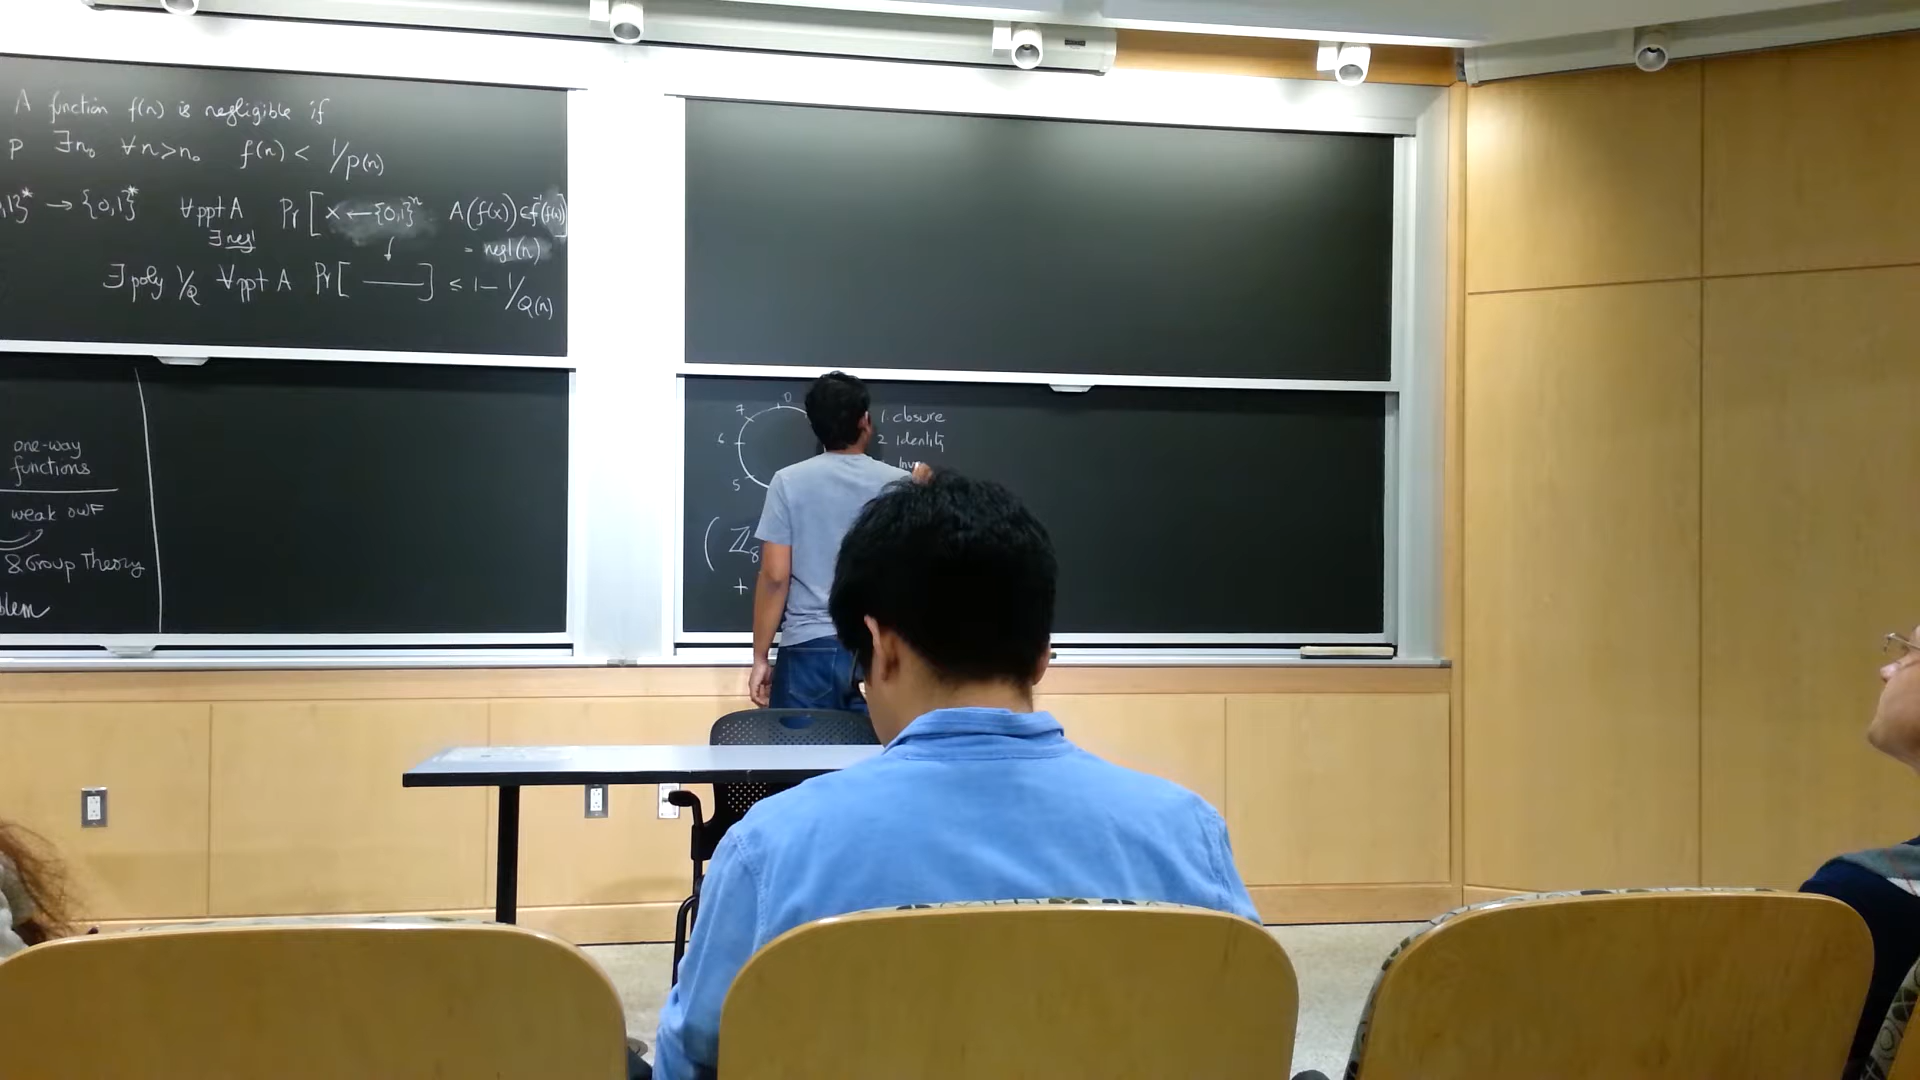 A function f(n) is negligible if
p ∃n₀ ∀n>n₀ f(n) < 1/p(n)
,1}* → {0,1}* ∀ppt A Pr[x ← {0,1}ⁿ A(f(x)) ∈ f⁻¹(f(x))]
∃negl = negl(n)
∃poly 1/Q ∀ppt A Pr[ —— ] ≤ 1 − 1/Q(n)
one-way
functions
weak OWF
& Group Theory
blem
7 0
6
5
(ℤ₈
+
1. closure
2. Identity
Inv